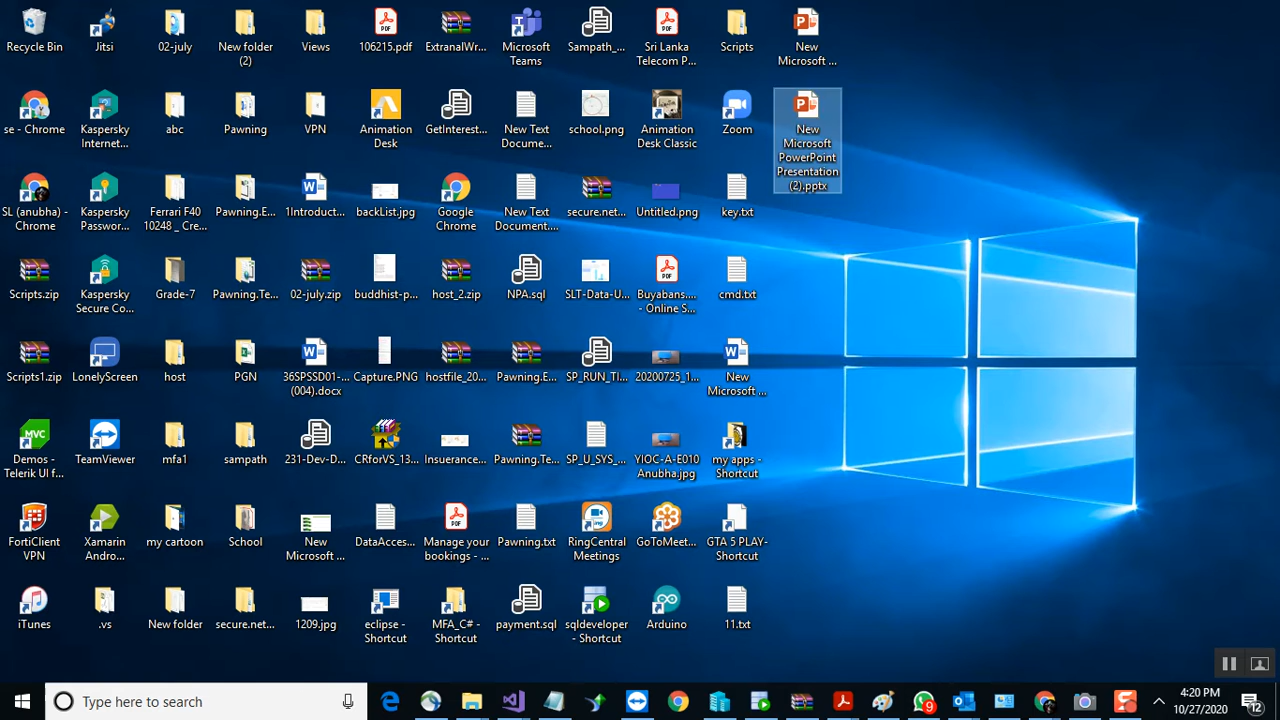 Recycle Bin
Jitsi
02-july
New folder
(2)
Views
106215.pdf
ExtranalWr...
Microsoft
Teams
Sampath_...
Sri Lanka
Telecom P...
Scripts
New
Microsoft ...
se - Chrome
Kaspersky
Internet...
abc
Pawning
VPN
Animation
Desk
GetInterest...
New Text
Docume...
school.png
Animation
Desk Classic
Zoom
New
Microsoft
PowerPoint
Presentation
(2).pptx
SL (anubha) -
Chrome
Kaspersky
Passwor...
Ferrari F40
10248 _ Cre...
Pawning.E...
1Introduct...
backList.jpg
Google
Chrome
New Text
Document....
secure.net...
Untitled.png
key.txt
Scripts.zip
Kaspersky
Secure Co...
Grade-7
Pawning.Te...
02-july.zip
buddhist-p...
host_2.zip
NPA.sql
SLT-Data-U...
Buyabans....
- Online S...
cmd.txt
Scripts1.zip
LonelyScreen
host
PGN
36SPSSD01-...
(004).docx
Capture.PNG
hostfile_20...
Pawning.E...
SP_RUN_TI...
20200725_1...
New
Microsoft ...
Demos -
Telerik UI f...
TeamViewer
mfa1
sampath
231-Dev-D...
CRforVS_13...
Insuerance...
Pawning.Te...
SP_U_SYS_...
YIOC-A-E010
Anubha.jpg
my apps -
Shortcut
FortiClient
VPN
Xamarin
Andro...
my cartoon
School
New
Microsoft ...
DataAcces...
Manage your
bookings - ...
Pawning.txt
RingCentral
Meetings
GoToMeet...
GTA 5 PLAY-
Shortcut
iTunes
.vs
New folder
secure.net...
1209.jpg
eclipse -
Shortcut
MFA_C# -
Shortcut
payment.sql
sqldeveloper
- Shortcut
Arduino
11.txt
Type here to search
9
4:20 PM
10/27/2020
12